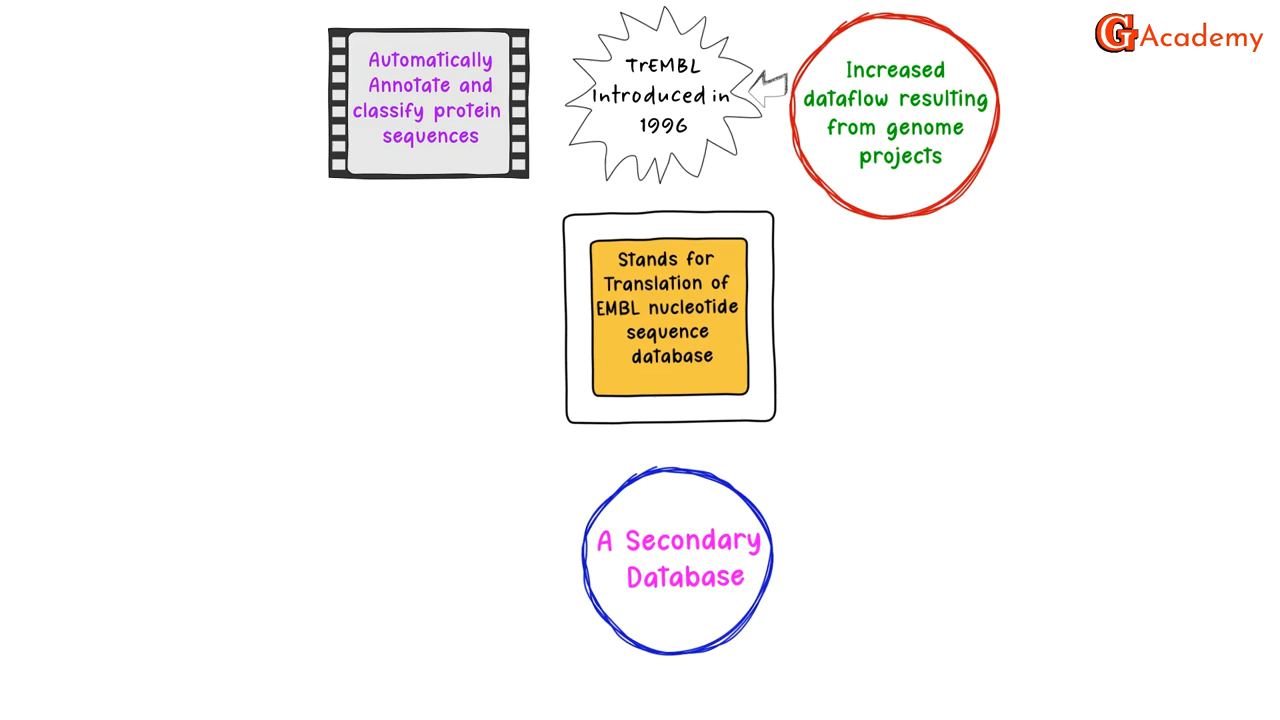 Automatically
Annotate and
classify protein
sequences
TrEMBL
Introduced in
1996
Increased
dataflow resulting
from genome
projects
G Academy
Stands for
Translation of
EMBL nucleotide
sequence
database
A Secondary
Database